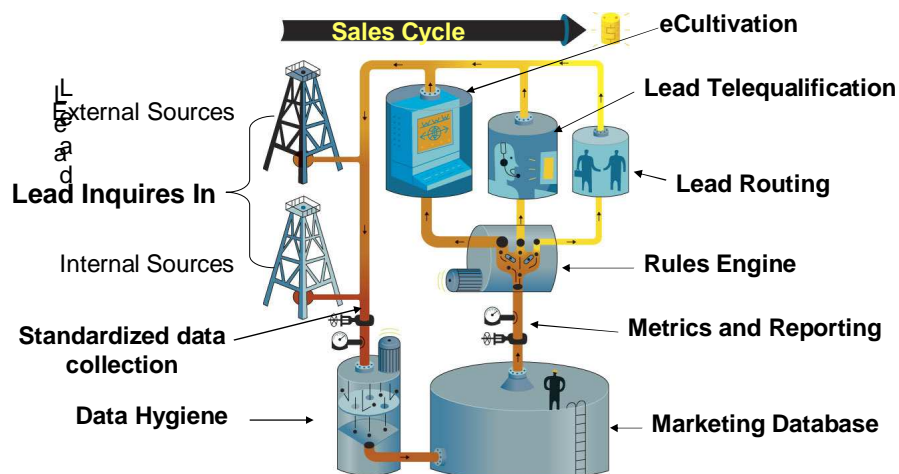 Sales Cycle
eCultivation
Lead
External Sources
Lead Telequalification
Lead Inquires In
Lead Routing
Internal Sources
Rules Engine
Standardized data
collection
Metrics and Reporting
Data Hygiene
Marketing Database